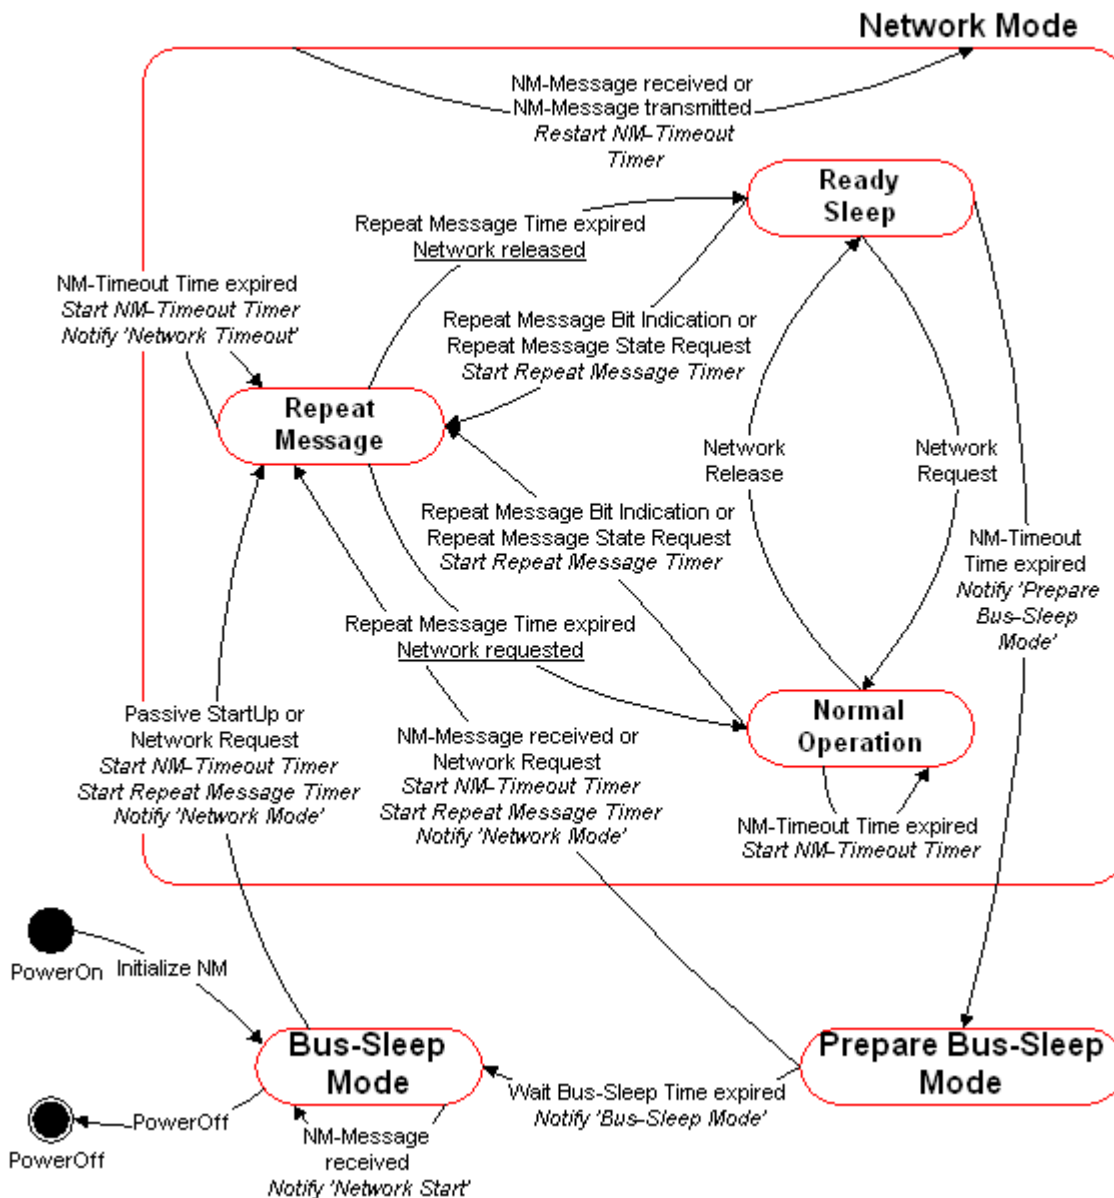 Network Mode
NM-Message received or
NM-Message transmitted
Restart NM-Timeout
Timer
Ready
Sleep
Repeat Message Time expired
Network released
NM-Timeout Time expired
Start NM-Timeout Timer
Notify 'Network Timeout'
Repeat Message Bit Indication or
Repeat Message State Request
Start Repeat Message Timer
Repeat
Message
Network
Release
Network
Request
Repeat Message Bit Indication or
Repeat Message State Request
Start Repeat Message Timer
NM-Timeout
Time expired
Notify 'Prepare
Bus-Sleep
Mode'
Repeat Message Time expired
Network requested
Passive StartUp or
Network Request
Start NM-Timeout Timer
Start Repeat Message Timer
Notify 'Network Mode'
NM-Message received or
Network Request
Start NM-Timeout Timer
Start Repeat Message Timer
Notify 'Network Mode'
Normal
Operation
NM-Timeout Time expired
Start NM-Timeout Timer
PowerOn
Initialize NM
Bus-Sleep
Mode
Prepare Bus-Sleep
Mode
Wait Bus-Sleep Time expired
Notify 'Bus-Sleep Mode'
PowerOff
PowerOff
NM-Message
received
Notify 'Network Start'